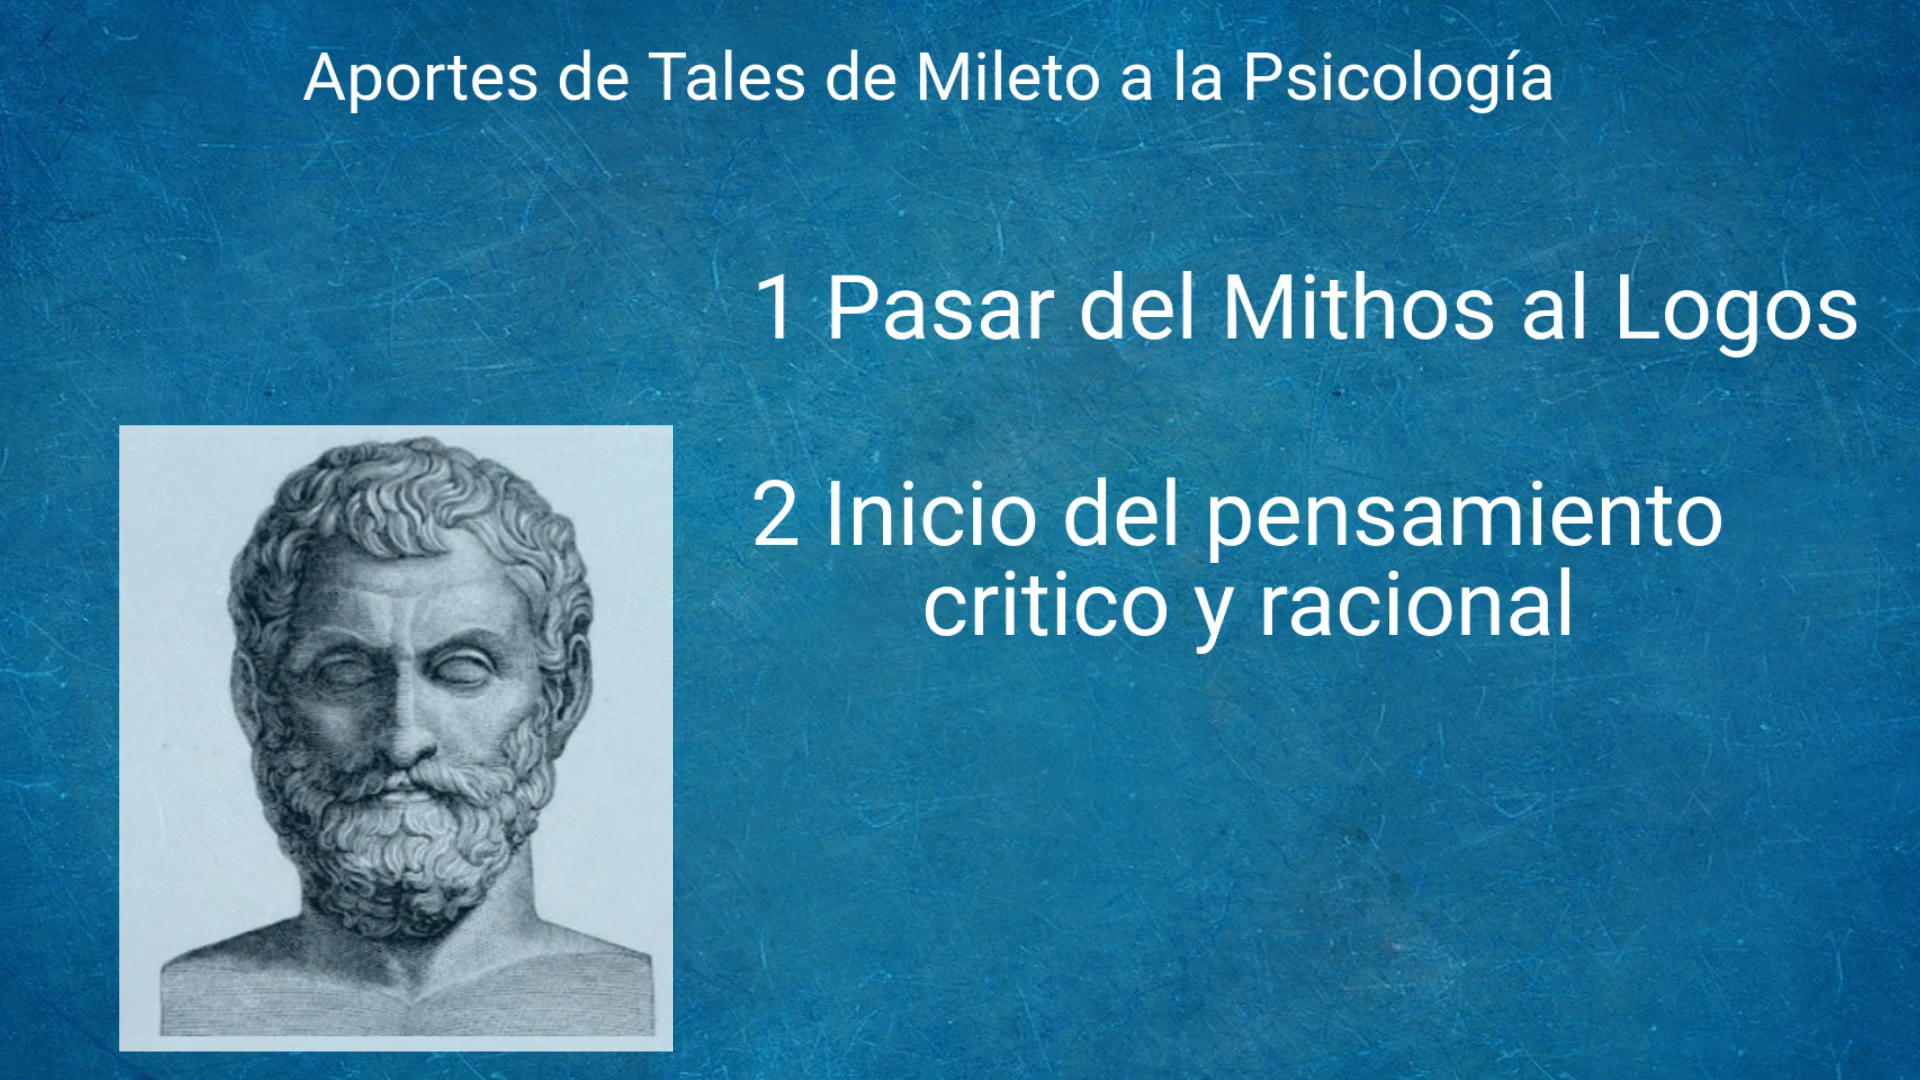 Aportes de Tales de Mileto a la Psicología
1 Pasar del Mithos al Logos
2 Inicio del pensamiento
critico y racional